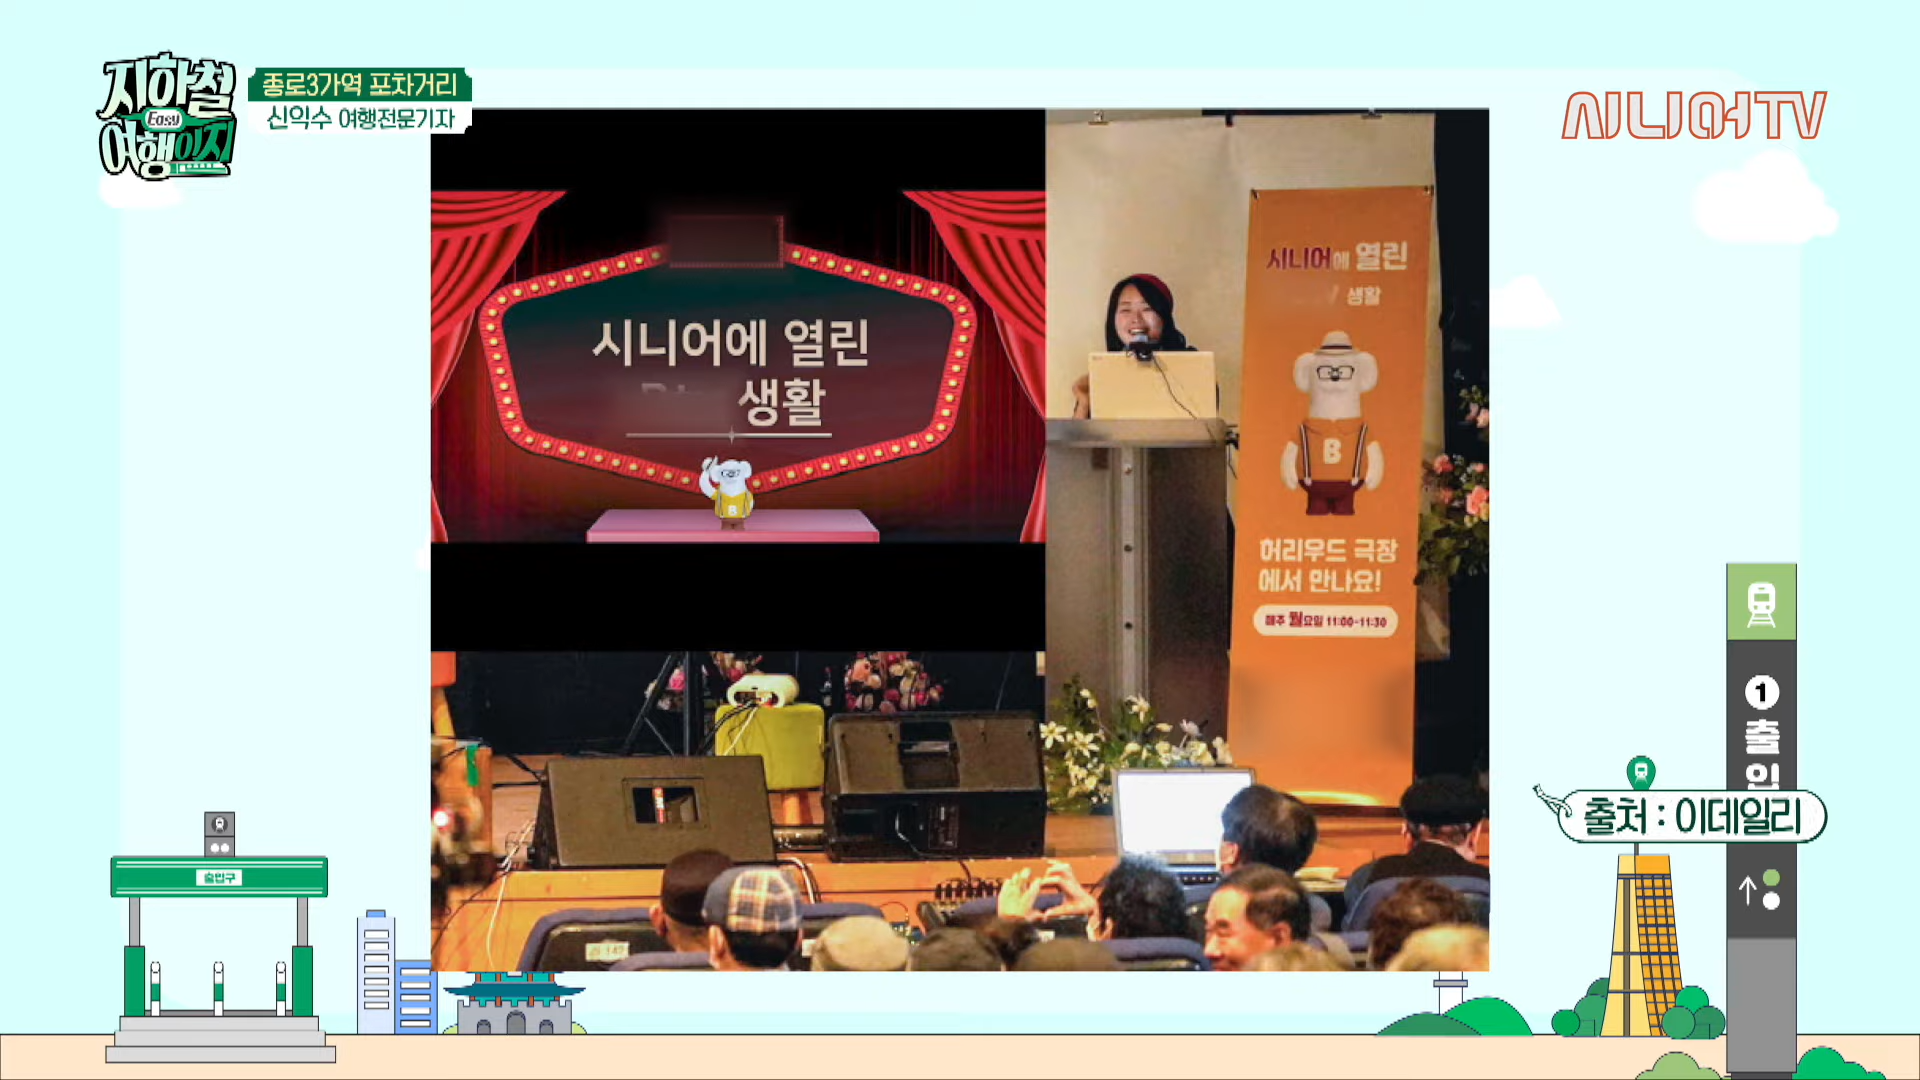 지하철
Easy
여행이지
종로3가역 포차거리
신익수 여행전문기자
시니어TV
시니어에 열린
생활
시니어에 열린
생활
B
B
허리우드 극장
에서 만나요!
매주 월요일 11:00-11:30
1
출
입
출처 : 이데일리
출입구